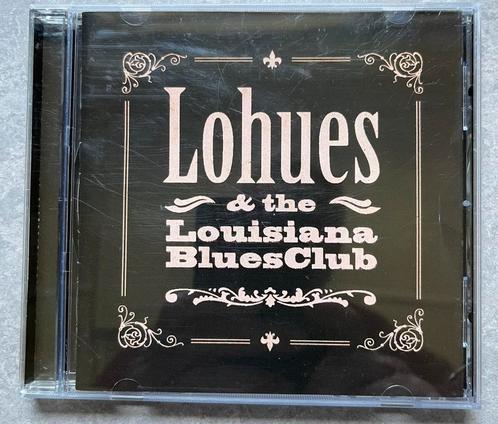 Lohues
& the
Louisiana
BluesClub